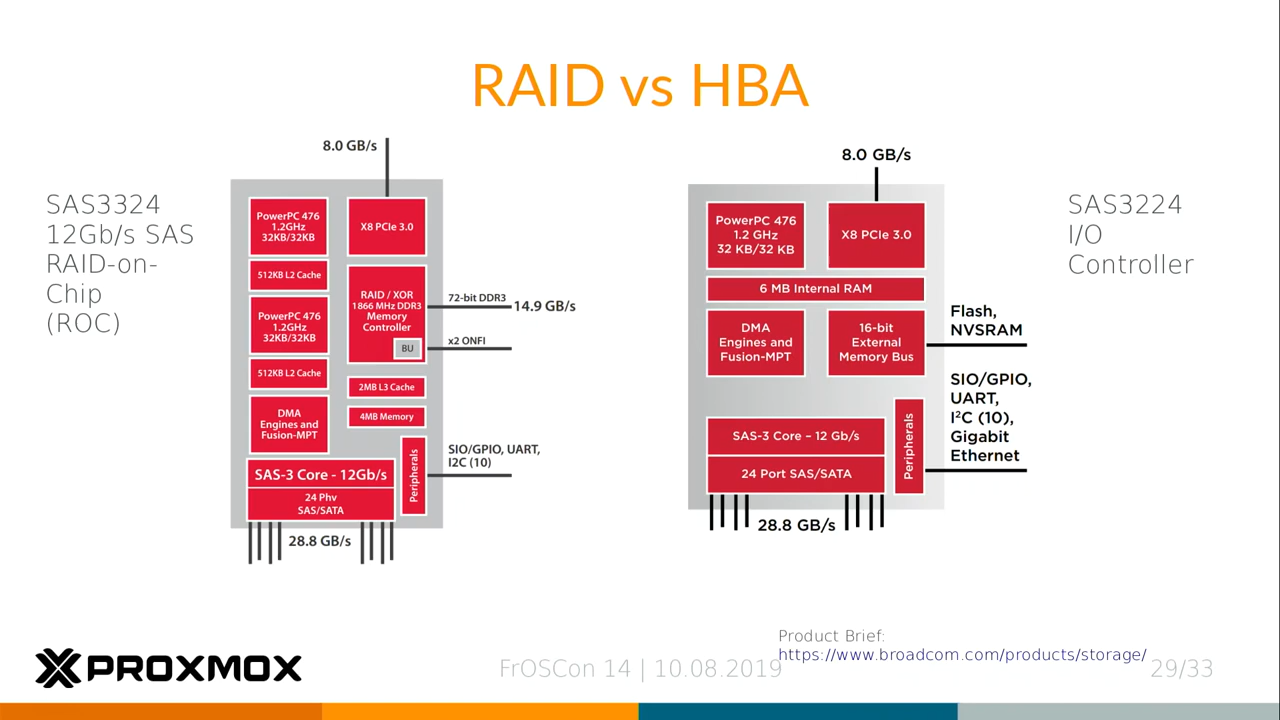 RAID vs HBA
SAS3324
12Gb/s SAS
RAID-on-
Chip
(ROC)
8.0 GB/s
PowerPC 476
1.2GHz
32KB/32KB
X8 PCIe 3.0
512KB L2 Cache
PowerPC 476
1.2GHz
32KB/32KB
RAID / XOR
1866 MHz DDR3
Memory
Controller
BU
72-bit DDR3
14.9 GB/s
x2 ONFI
512KB L2 Cache
2MB L3 Cache
DMA
Engines and
Fusion-MPT
4MB Memory
SAS-3 Core - 12Gb/s
24 Phv
SAS/SATA
Peripherals
SIO/GPIO, UART,
I2C (10)
28.8 GB/s
8.0 GB/s
PowerPC 476
1.2 GHz
32 KB/32 KB
X8 PCIe 3.0
6 MB Internal RAM
DMA
Engines and
Fusion-MPT
16-bit
External
Memory Bus
Flash,
NVSRAM
SAS-3 Core – 12 Gb/s
24 Port SAS/SATA
Peripherals
SIO/GPIO,
UART,
I²C (10),
Gigabit
Ethernet
28.8 GB/s
SAS3224
I/O
Controller
Product Brief:
https://www.broadcom.com/products/storage/
PROXMOX
FrOSCon 14 | 10.08.2019
29/33